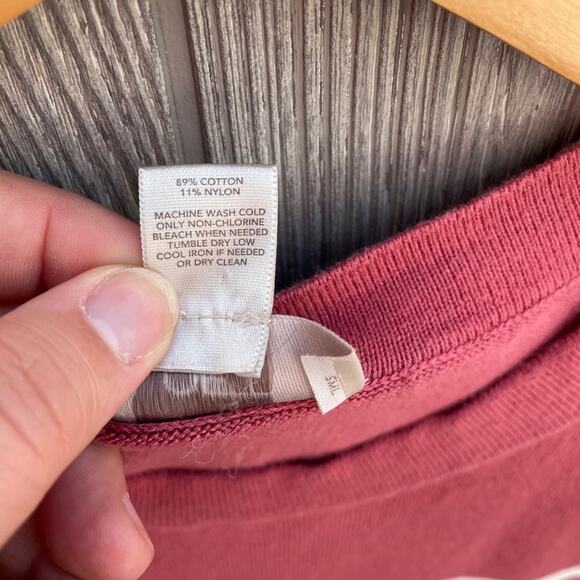 89% COTTON
11% NYLON
MACHINE WASH COLD
ONLY NON-CHLORINE
BLEACH WHEN NEEDED
TUMBLE DRY LOW
COOL IRON IF NEEDED
OR DRY CLEAN
SML